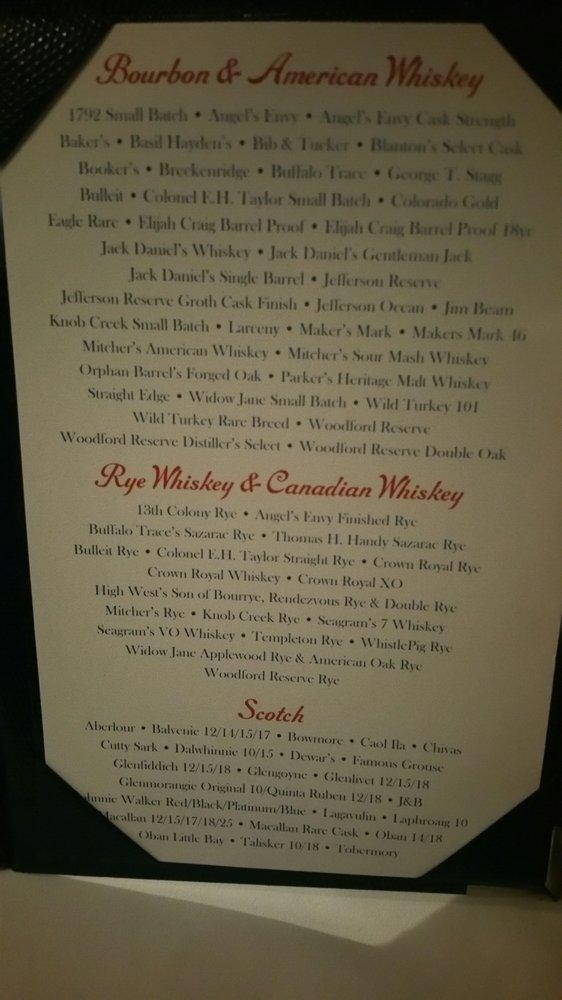 Bourbon & American Whiskey
1792 Small Batch • Angel's Envy • Angel's Envy Cask Strength
Baker's • Basil Hayden's • Bib & Tucker • Blanton's Select Cask
Booker's • Breckenridge • Buffalo Trace • George T. Stagg
Bulleit • Colonel E.H. Taylor Small Batch • Colorado Gold
Eagle Rare • Elijah Craig Barrel Proof • Elijah Craig Barrel Proof 18yr
Jack Daniel's Whiskey • Jack Daniel's Gentleman Jack
Jack Daniel's Single Barrel • Jefferson Reserve
Jefferson Reserve Groth Cask Finish • Jefferson Ocean • Jim Beam
Knob Creek Small Batch • Larceny • Maker's Mark • Makers Mark 46
Mitcher's American Whiskey • Mitcher's Sour Mash Whiskey
Orphan Barrel's Forged Oak • Parker's Heritage Malt Whiskey
Straight Edge • Widow Jane Small Batch • Wild Turkey 101
Wild Turkey Rare Breed • Woodford Reserve
Woodford Reserve Distiller's Select • Woodford Reserve Double Oak
Rye Whiskey & Canadian Whiskey
13th Colony Rye • Angel's Envy Finished Rye
Buffalo Trace's Sazarac Rye • Thomas H. Handy Sazarac Rye
Bulleit Rye • Colonel E.H. Taylor Straight Rye • Crown Royal Rye
Crown Royal Whiskey • Crown Royal XO
High West's Son of Bourrye, Rendezvous Rye & Double Rye
Mitcher's Rye • Knob Creek Rye • Seagram's 7 Whiskey
Seagram's VO Whiskey • Templeton Rye • WhistlePig Rye
Widow Jane Applewood Rye & American Oak Rye
Woodford Reserve Rye
Scotch
Aberlour • Balvenie 12/14/15/17 • Bowmore • Caol Ila • Chivas
Cutty Sark • Dalwhinnie 10/15 • Dewar's • Famous Grouse
Glenfiddich 12/15/18 • Glengoyne • Glenlivet 12/15/18
Glenmorangie Original 10/Quinta Ruben 12/18 • J&B
Walker Red/Black/Platinum/Blue • Lagavulin • Laphroaig 10
Macallan 12/15/17/18/25 • Macallan Rare Cask • Oban 14/18
Oban Little Bay • Talisker 10/18 • Tobermory